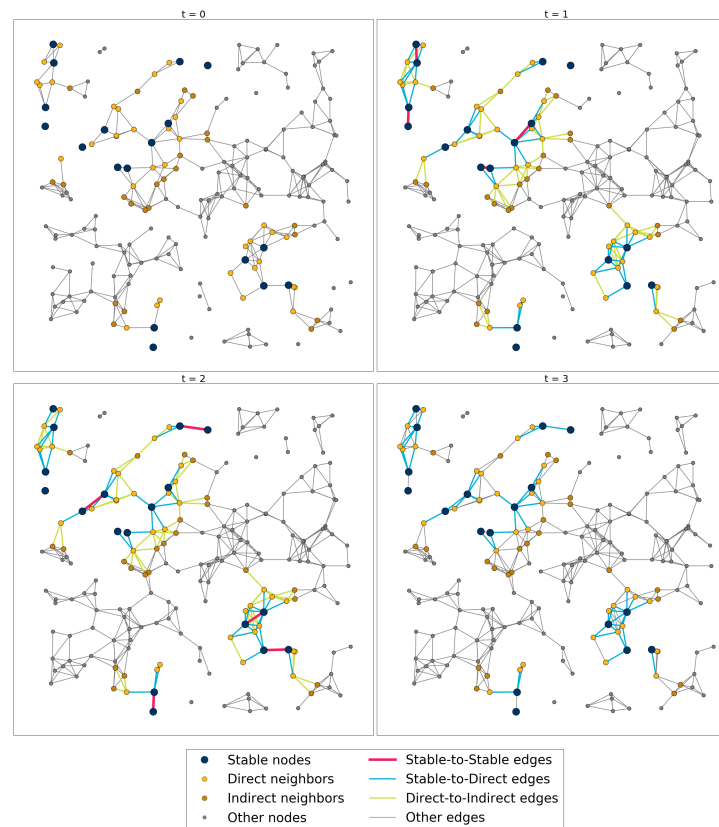 t = 0
t = 1
t = 2
t = 3
Stable nodes
Direct neighbors
Indirect neighbors
Other nodes
Stable-to-Stable edges
Stable-to-Direct edges
Direct-to-Indirect edges
Other edges